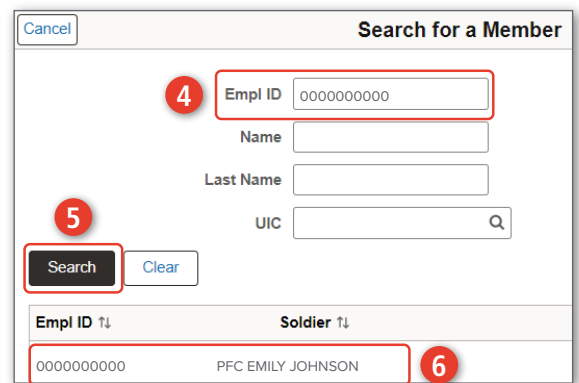 Cancel Search for a Member
4 Empl ID 0000000000
Name
Last Name
5 UIC
Search Clear
Empl ID ↑↓ Soldier ↑↓
0000000000 PFC EMILY JOHNSON 6